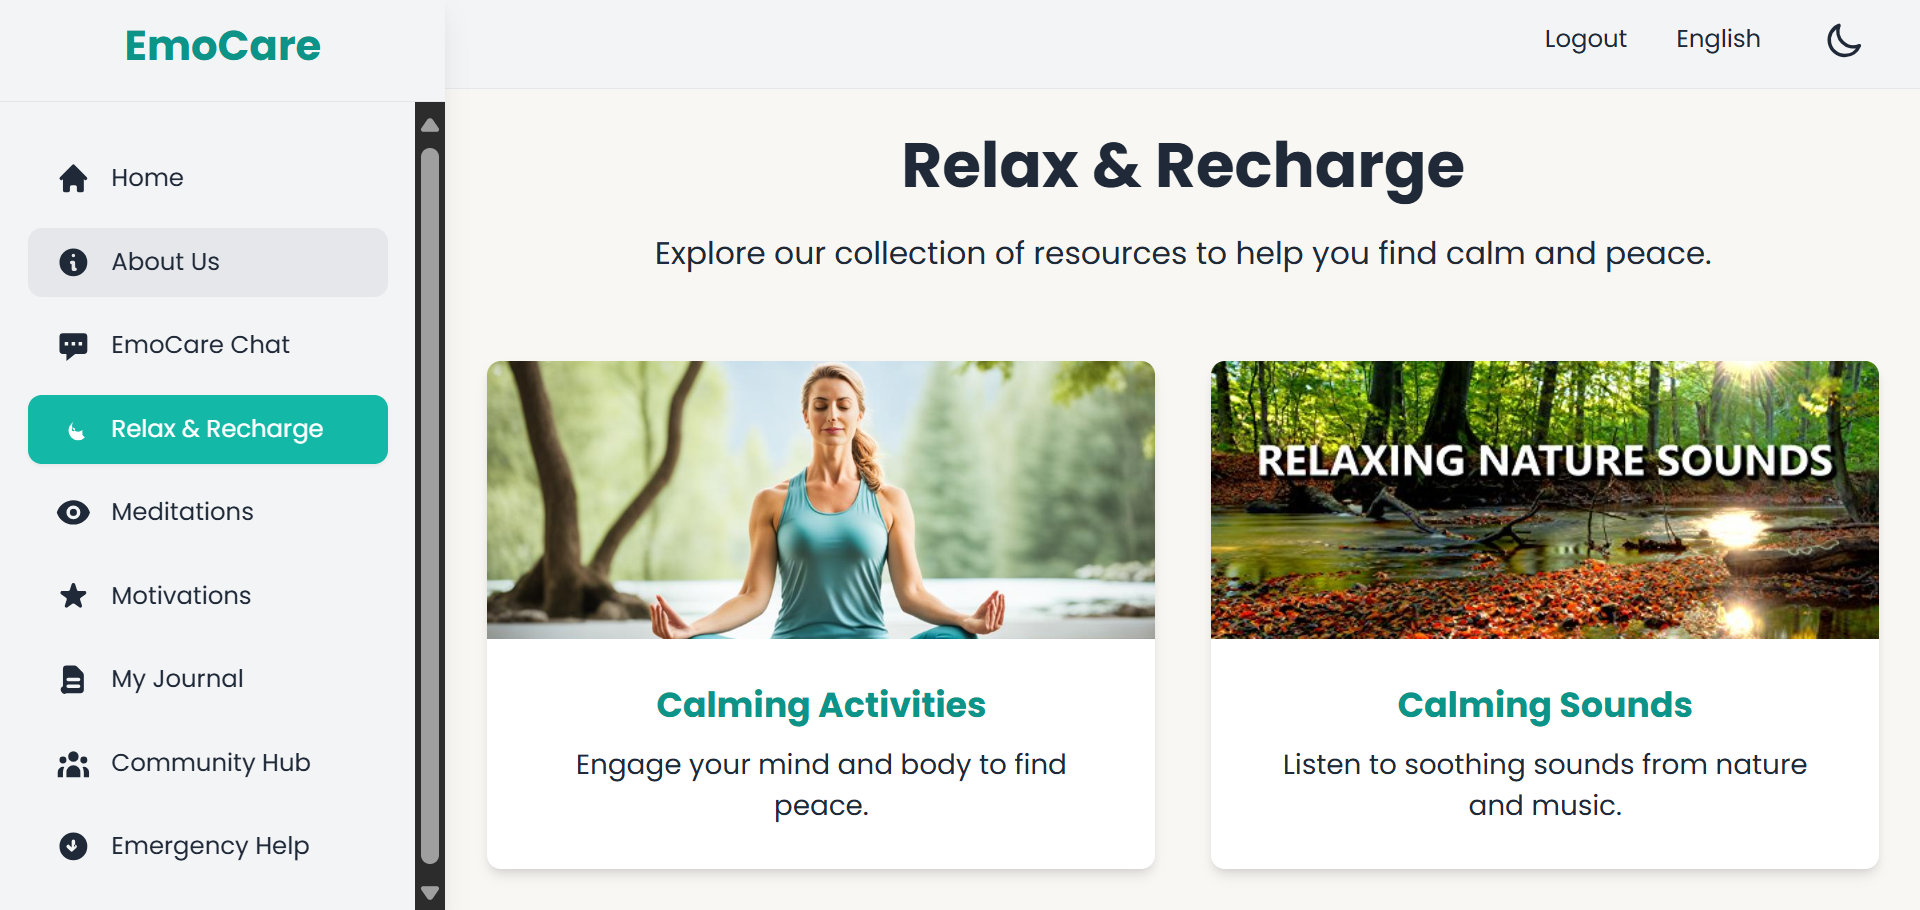 EmoCare
Logout
English
Home
About Us
EmoCare Chat
Relax & Recharge
Meditations
Motivations
My Journal
Community Hub
Emergency Help
Relax & Recharge
Explore our collection of resources to help you find calm and peace.
Calming Activities
Engage your mind and body to find
peace.
RELAXING NATURE SOUNDS
Calming Sounds
Listen to soothing sounds from nature
and music.